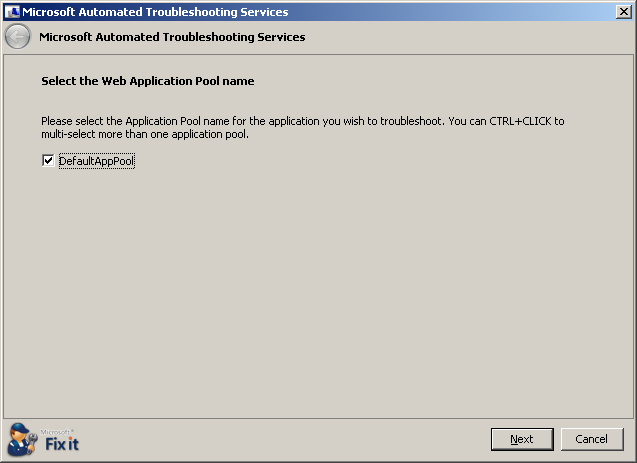 Microsoft Automated Troubleshooting Services
Microsoft Automated Troubleshooting Services
Select the Web Application Pool name
Please select the Application Pool name for the application you wish to troubleshoot. You can CTRL+CLICK to
multi-select more than one application pool.
DefaultAppPool
Microsoft®
Fix it
Next
Cancel